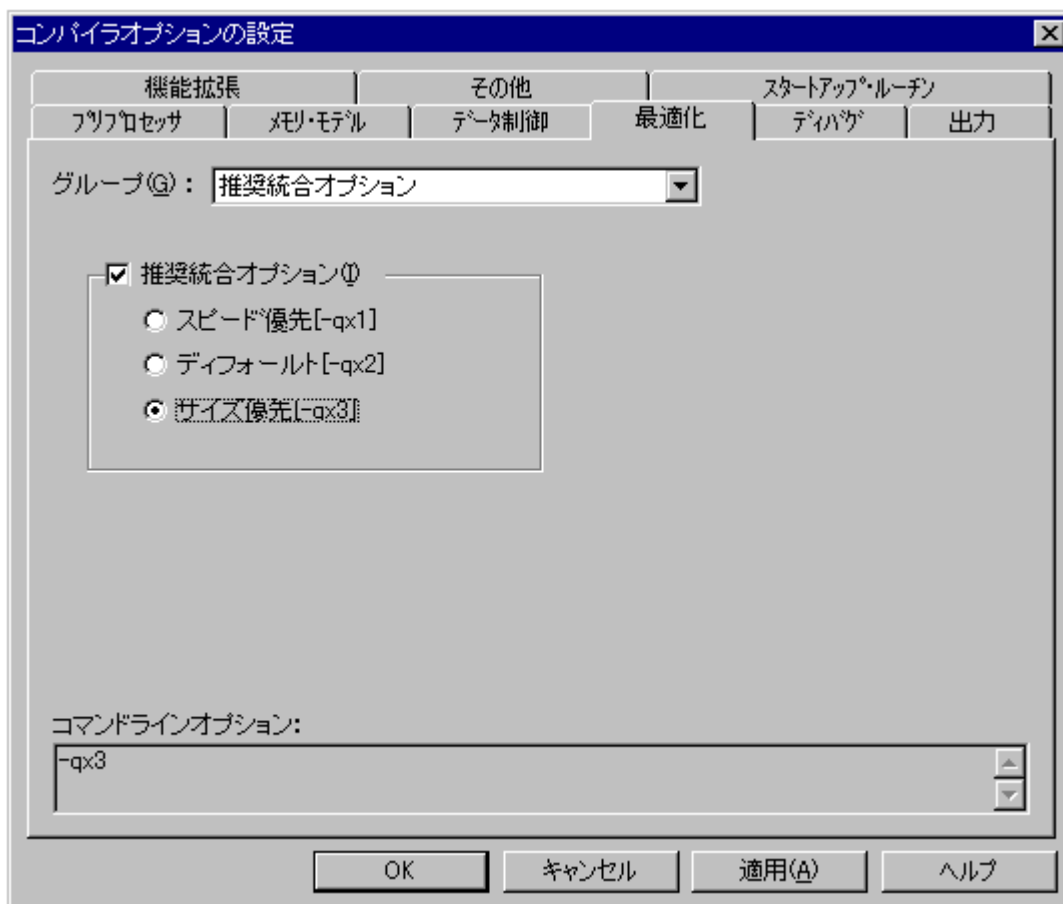 コンパイラオプションの設定
機能拡張 その他 ｽﾀｰﾄｱｯﾌﾟ･ﾙｰﾁﾝ
ﾌﾟﾘﾌﾟﾛｾｯｻ ﾒﾓﾘ･ﾓﾃﾞﾙ ﾃﾞｰﾀ制御 最適化 ﾃﾞｨﾊﾞｸﾞ 出力
グループ(G)： 推奨統合オプション
推奨統合オプション(I)
スピード優先[-qx1]
ディフォールト[-qx2]
サイズ優先[-qx3]
コマンドラインオプション:
-qx3
OK キャンセル 適用(A) ヘルプ